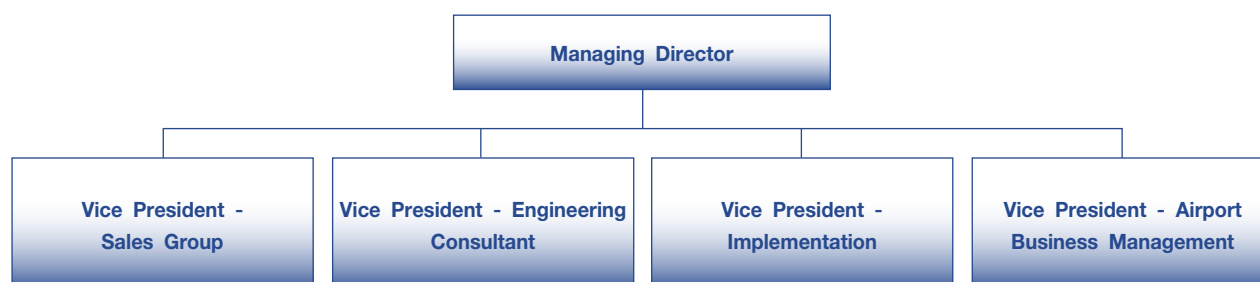 Managing Director
Vice President -
Sales Group
Vice President - Engineering
Consultant
Vice President -
Implementation
Vice President - Airport
Business Management